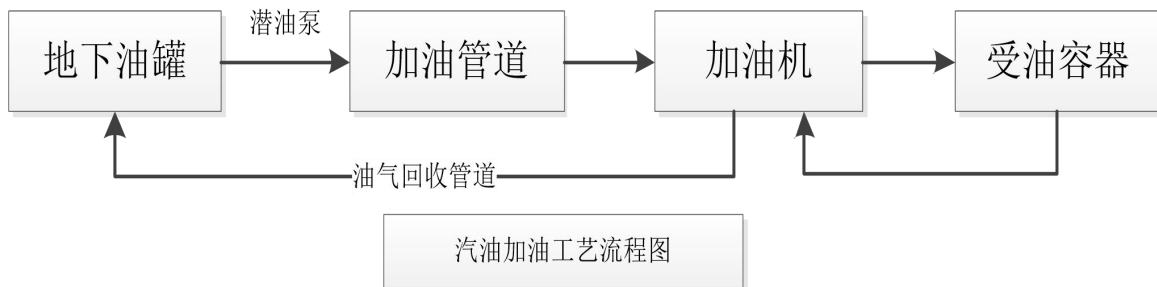 潜油泵
地下油罐
加油管道
加油机
受油容器
油气回收管道
汽油加油工艺流程图